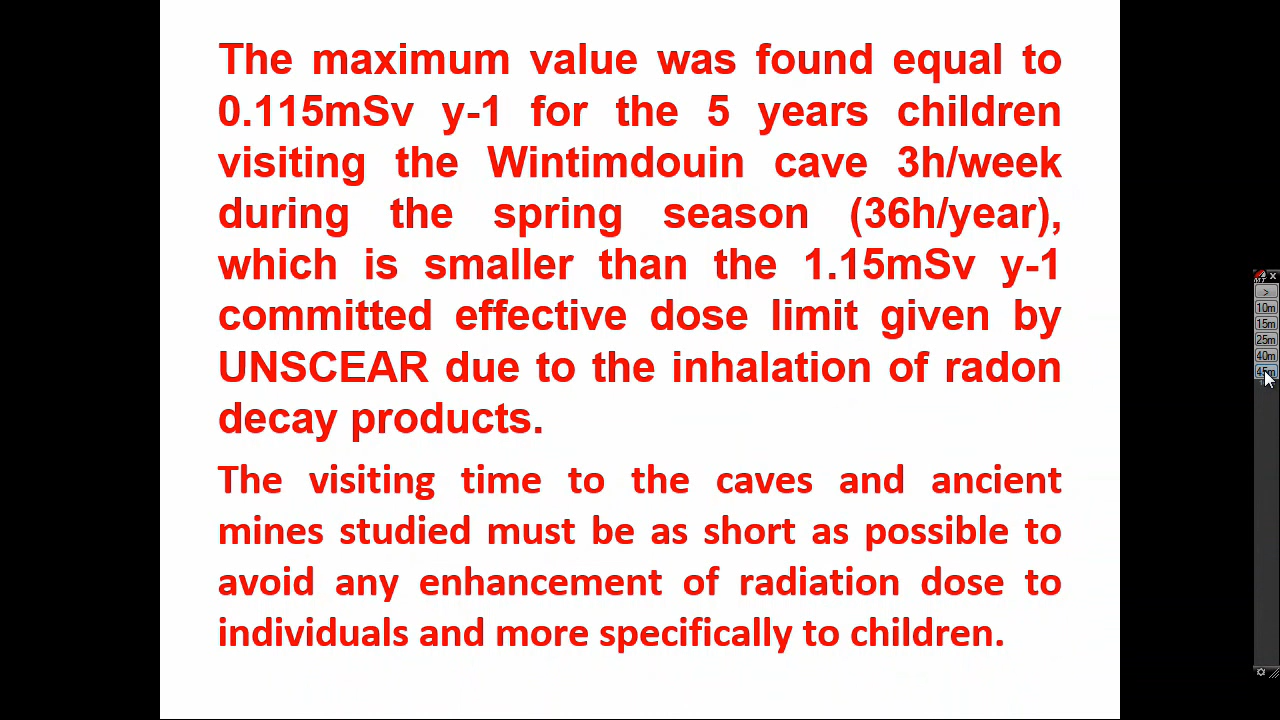 The maximum value was found equal to
0.115mSv y-1 for the 5 years children
visiting the Wintimdouin cave 3h/week
during the spring season (36h/year),
which is smaller than the 1.15mSv y-1
committed effective dose limit given by
UNSCEAR due to the inhalation of radon
decay products.
The visiting time to the caves and ancient
mines studied must be as short as possible to
avoid any enhancement of radiation dose to
individuals and more specifically to children.
>
10m
15m
25m
40m
45m